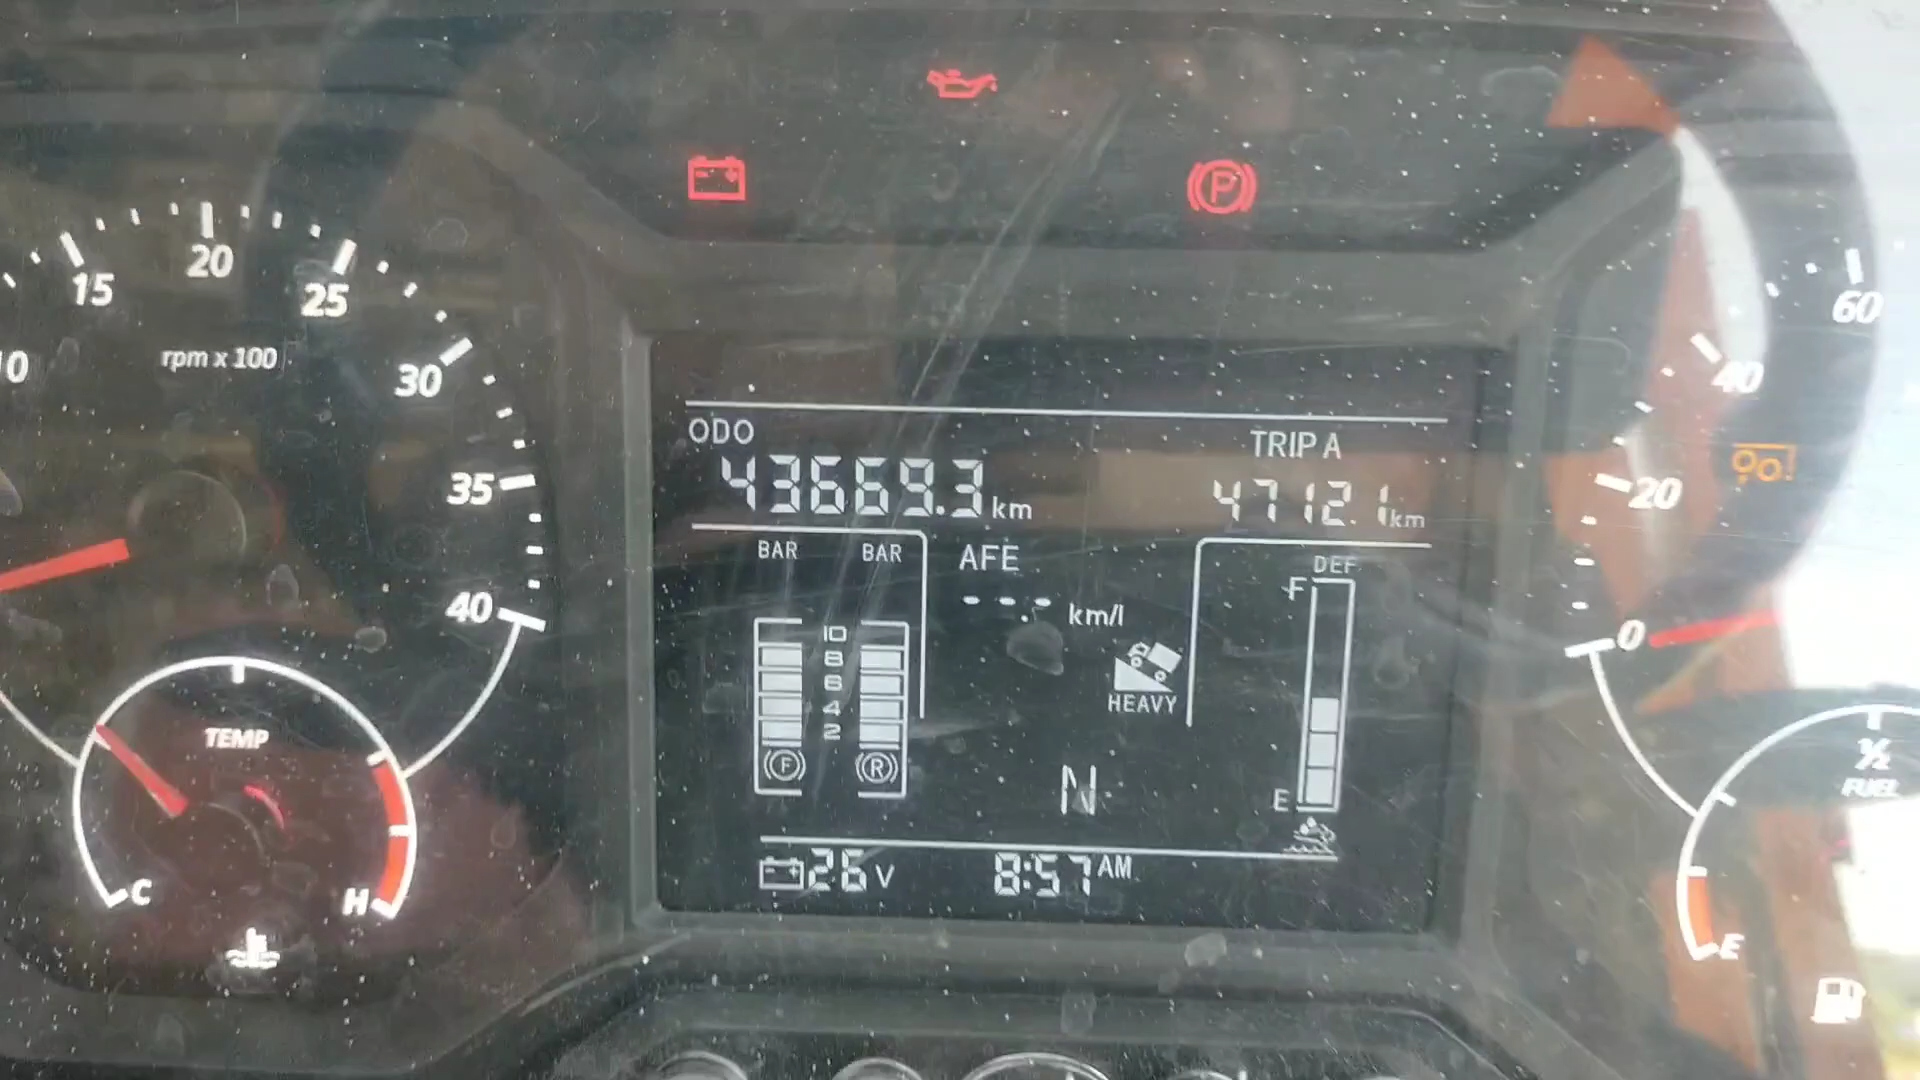 P
10
15
20
25
30
35
40
rpm x 100
ODO
43669.3 km
TRIP A
4712.1 km
BAR
BAR
10
8
6
4
2
F
R
AFE
---.- km/l
HEAVY
N
DEF
F
E
26 V
8:57 AM
TEMP
C
H
60
40
20
0
1/2
FUEL
E